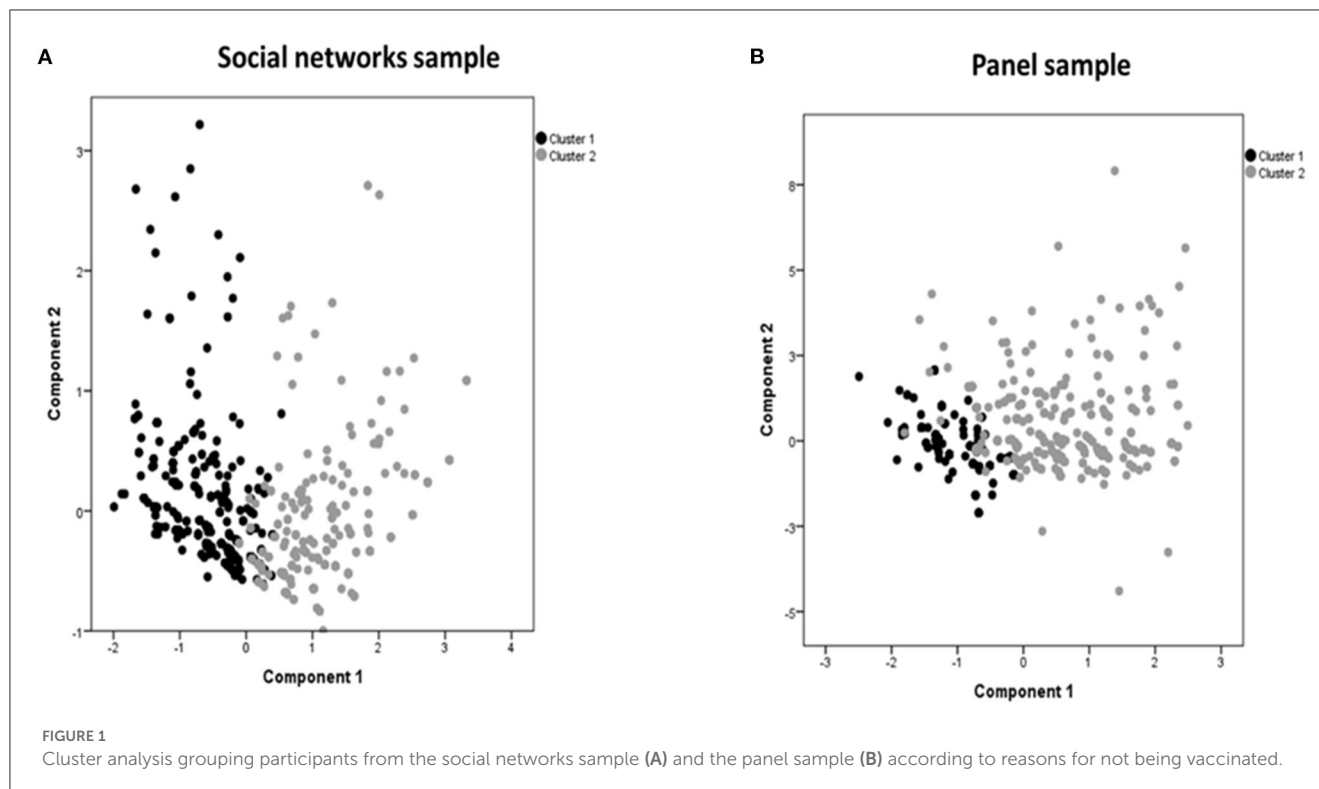 A
Social networks sample
Cluster 1
Cluster 2
3
2
1
0
-1
Component 2
-2
-1
0
1
2
3
4
Component 1
B
Panel sample
Cluster 1
Cluster 2
8
5
3
0
-3
-5
Component 2
-3
-2
-1
0
1
2
3
Component 1
FIGURE 1
Cluster analysis grouping participants from the social networks sample (A) and the panel sample (B) according to reasons for not being vaccinated.